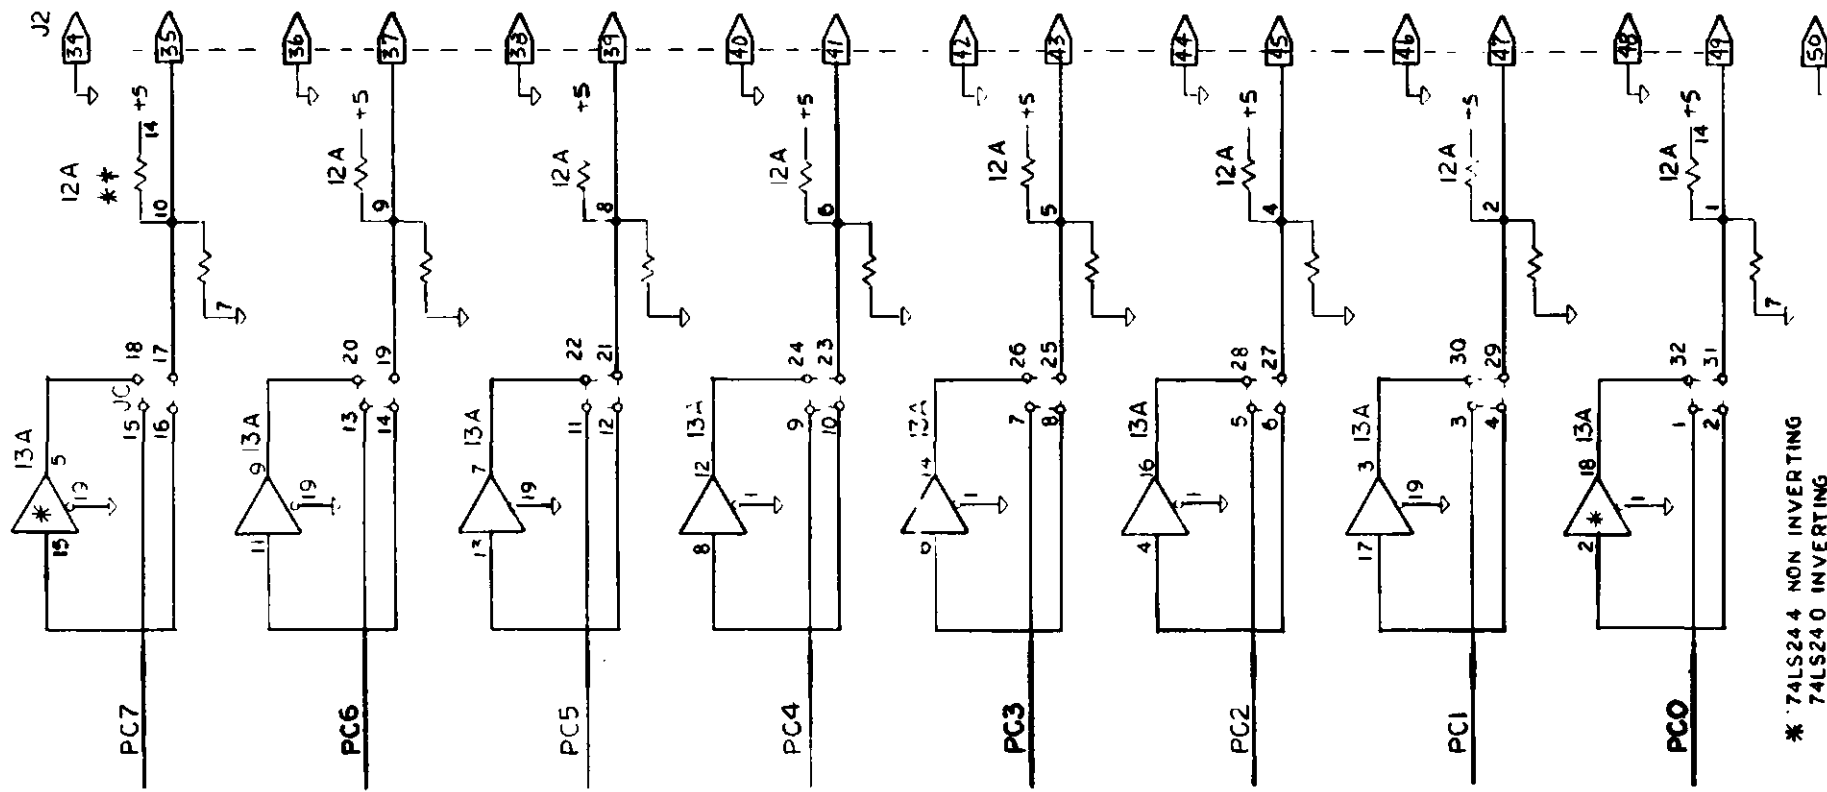 J2
34 35 36 37 38 39 40 41 42 43 44 45 46 47 48 49 50
+5 +5 +5 +5 +5 +5 +5 +5
14 14
12A 12A 12A 12A 12A 12A 12A 12A
**
10 9 8 6 5 4 2 1
7 7
18 17 20 19 22 21 24 23 26 25 28 27 30 29 32 31
JC
15 16 13 14 11 12 9 10 7 8 5 6 3 4 1 2
13A 13A 13A 13A 13A 13A 13A 13A
5 9 7 12 14 16 3 18
* *
19 19 19 1 1 1 19 1
15 11 13 8 6 4 17 2
PC7 PC6 PC5 PC4 PC3 PC2 PC1 PC0
* 74LS244 NON INVERTING
74LS240 INVERTING